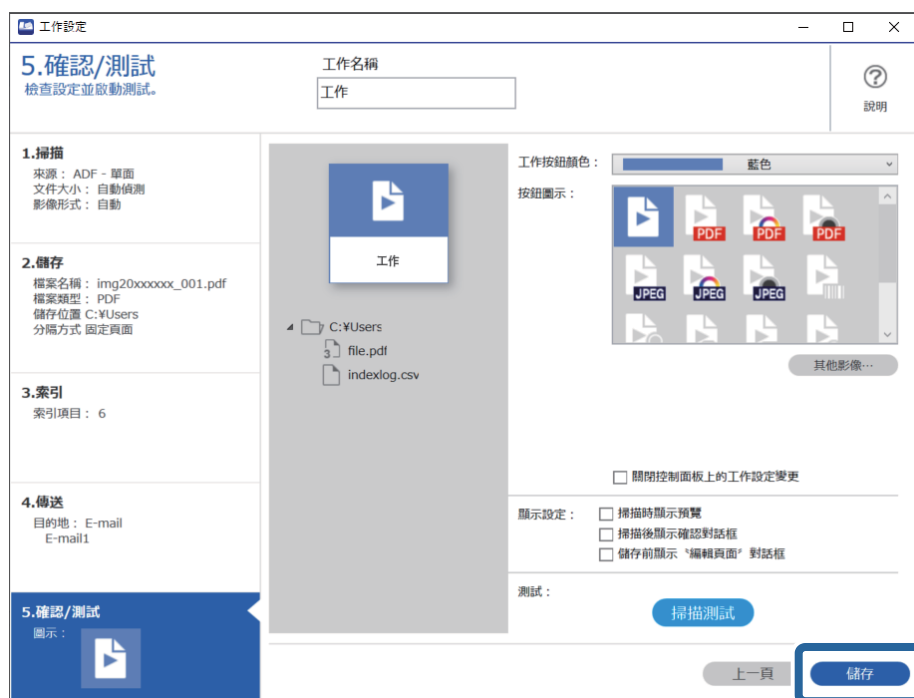 工作設定
5.確認/測試
檢查設定並啟動測試。
工作名稱
工作
說明
1.掃描
來源： ADF - 單面
文件大小： 自動偵測
影像形式： 自動
2.儲存
檔案名稱： img20xxxxxx_001.pdf
檔案類型： PDF
儲存位置 C:¥Users
分隔方式 固定頁面
3.索引
索引項目： 6
4.傳送
目的地： E-mail
E-mail1
5.確認/測試
圖示：
工作
C:¥Users
3 file.pdf
indexlog.csv
工作按鈕顏色： 藍色
按鈕圖示：
PDF PDF PDF
JPEG JPEG JPEG
其他影像…
關閉控制面板上的工作設定變更
顯示設定： 掃描時顯示預覽
掃描後顯示確認對話框
儲存前顯示〝編輯頁面〞對話框
測試：
掃描測試
上一頁 儲存